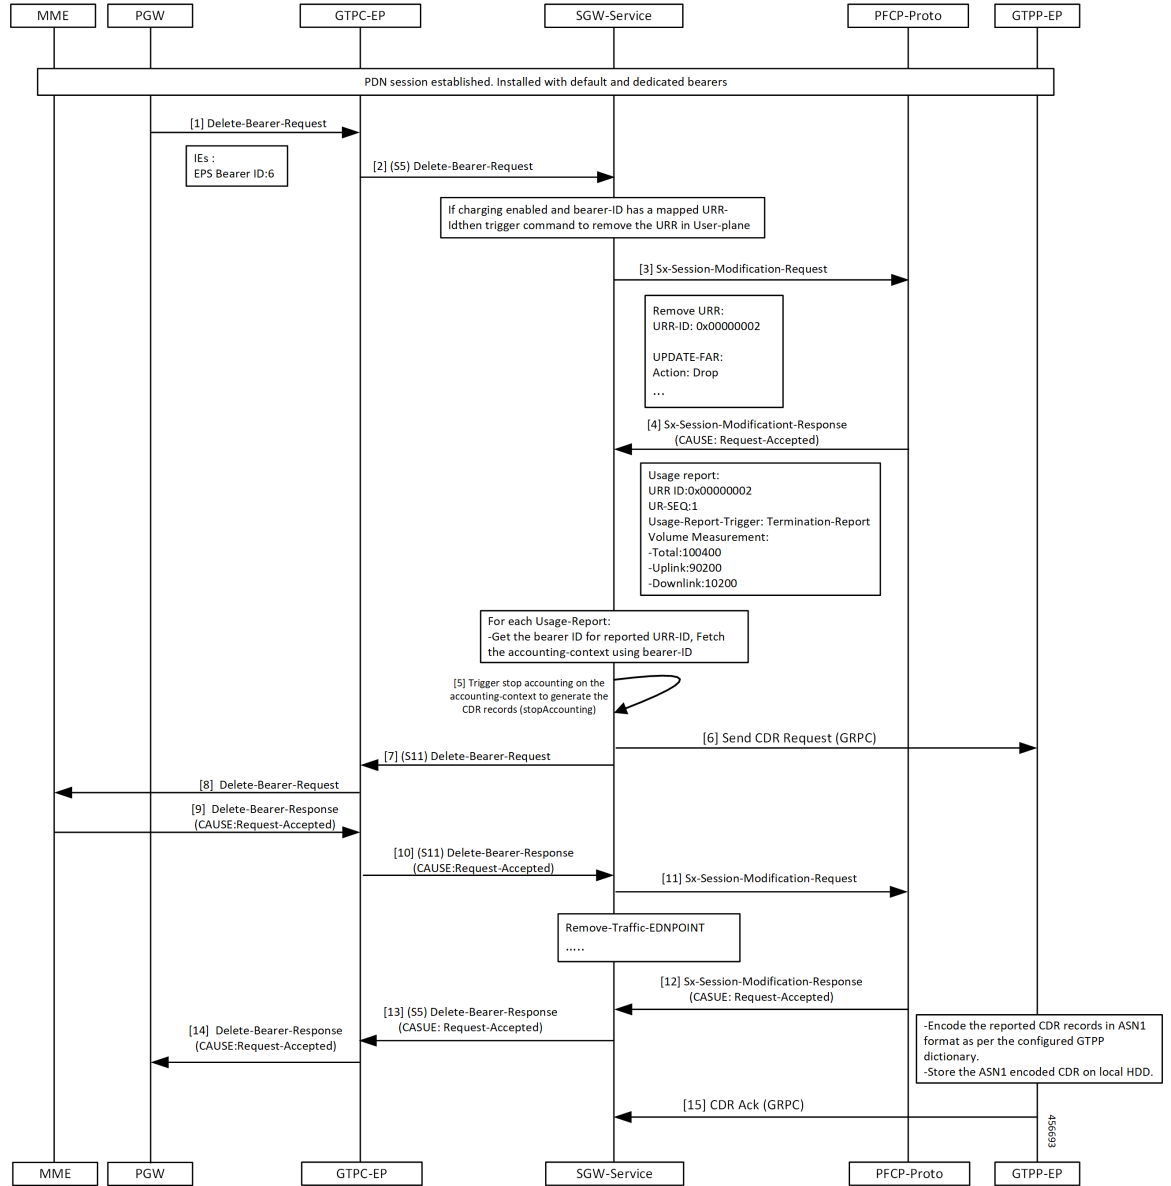 MME
PGW
GTPC-EP
SGW-Service
PFCP-Proto
GTPP-EP
PDN session established. Installed with default and dedicated bearers
[1] Delete-Bearer-Request
IEs :
EPS Bearer ID:6
[2] (S5) Delete-Bearer-Request
If charging enabled and bearer-ID has a mapped URR-
Idthen trigger command to remove the URR in User-plane
[3] Sx-Session-Modification-Request
Remove URR:
URR-ID: 0x00000002
UPDATE-FAR:
Action: Drop
...
[4] Sx-Session-Modificationt-Response
(CAUSE: Request-Accepted)
Usage report:
URR ID:0x00000002
UR-SEQ:1
Usage-Report-Trigger: Termination-Report
Volume Measurement:
-Total:100400
-Uplink:90200
-Downlink:10200
For each Usage-Report:
-Get the bearer ID for reported URR-ID, Fetch
the accounting-context using bearer-ID
[5] Trigger stop accounting on the
accounting-context to generate the
CDR records (stopAccounting)
[6] Send CDR Request (GRPC)
[7] (S11) Delete-Bearer-Request
[8]  Delete-Bearer-Request
[9]  Delete-Bearer-Response
(CAUSE:Request-Accepted)
[10] (S11) Delete-Bearer-Response
(CAUSE:Request-Accepted)
[11] Sx-Session-Modification-Request
Remove-Traffic-EDNPOINT
.....
[12] Sx-Session-Modification-Response
(CASUE: Request-Accepted)
[13] (S5) Delete-Bearer-Response
(CASUE: Request-Accepted)
[14]  Delete-Bearer-Response
(CAUSE:Request-Accepted)
-Encode the reported CDR records in ASN1
format as per the configured GTPP
dictionary.
-Store the ASN1 encoded CDR on local HDD.
[15] CDR Ack (GRPC)
456693
MME
PGW
GTPC-EP
SGW-Service
PFCP-Proto
GTPP-EP